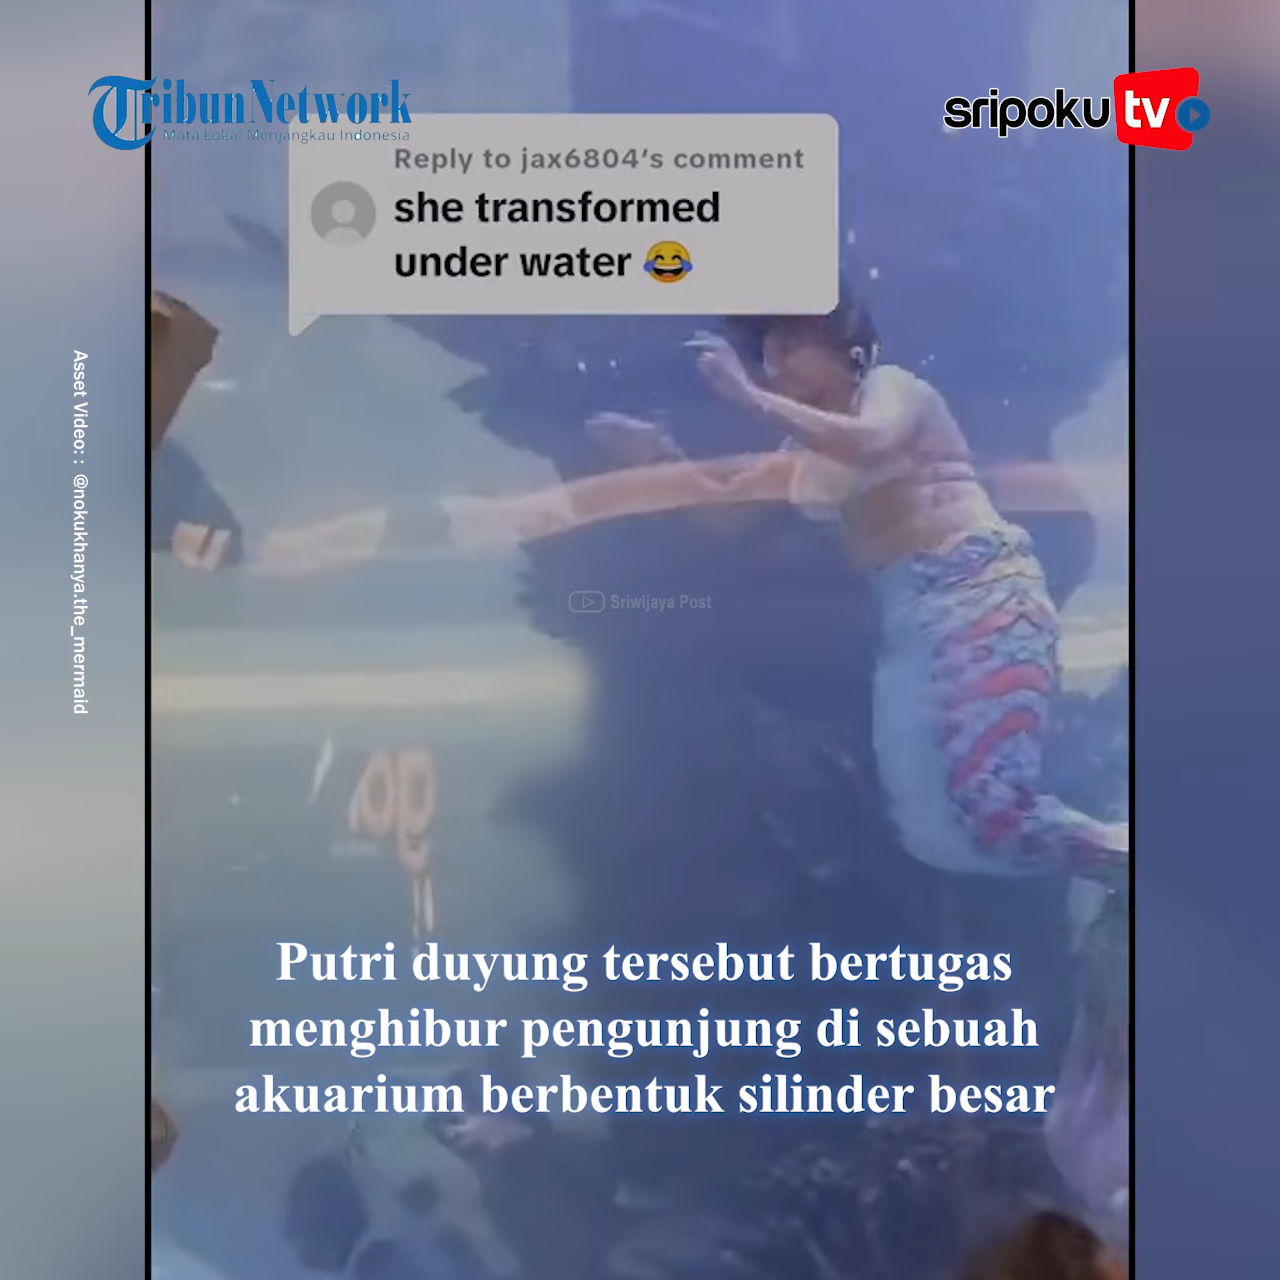 Tribun Network
Mata Lokal Menjangkau Indonesia
sripoku tv
Reply to jax6804's comment
she transformed
under water 😂
Asset Video: : @nokukhanya.the_mermaid
Sriwijaya Post
Putri duyung tersebut bertugas
menghibur pengunjung di sebuah
akuarium berbentuk silinder besar